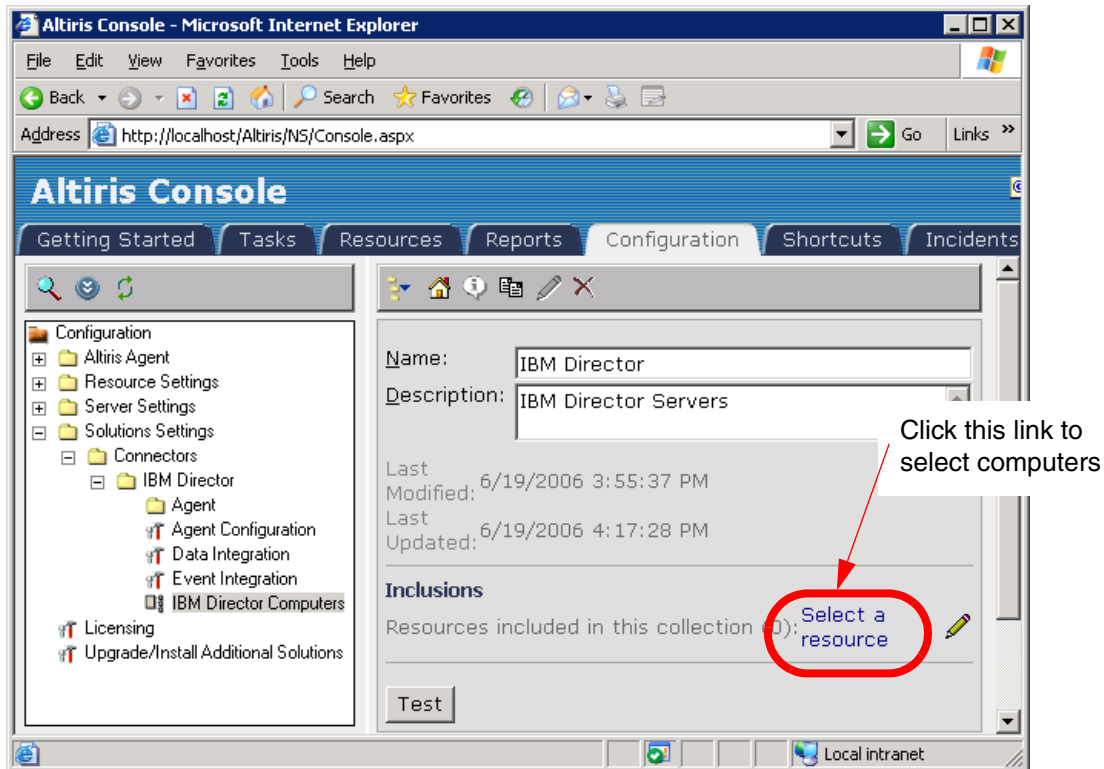 Altiris Console - Microsoft Internet Explorer
File Edit View Favorites Tools Help
Back Search Favorites
Address http://localhost/Altiris/NS/Console.aspx Go Links »
Altiris Console
Getting Started Tasks Resources Reports Configuration Shortcuts Incidents
Configuration
Altiris Agent
Resource Settings
Server Settings
Solutions Settings
Connectors
IBM Director
Agent
Agent Configuration
Data Integration
Event Integration
IBM Director Computers
Licensing
Upgrade/Install Additional Solutions
Name: IBM Director
Description: IBM Director Servers
Last
Modified: 6/19/2006 3:55:37 PM
Last
Updated: 6/19/2006 4:17:28 PM
Inclusions
Resources included in this collection (0): Select a
resource
Test
Click this link to
select computers
Local intranet